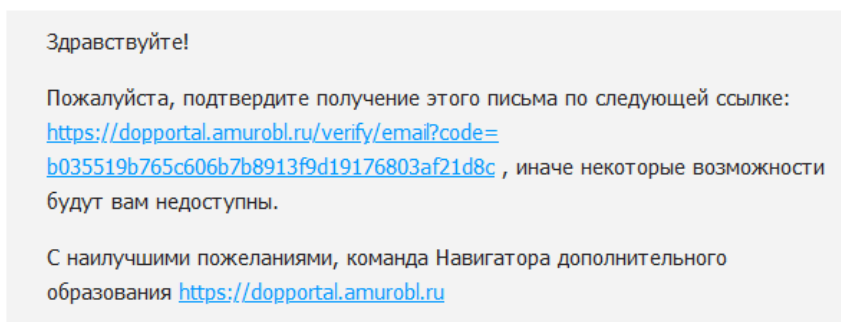 Здравствуйте!
Пожалуйста, подтвердите получение этого письма по следующей ссылке:
https://dopportal.amurobl.ru/verify/email?code=
b035519b765c606b7b8913f9d19176803af21d8c , иначе некоторые возможности
будут вам недоступны.
С наилучшими пожеланиями, команда Навигатора дополнительного
образования https://dopportal.amurobl.ru